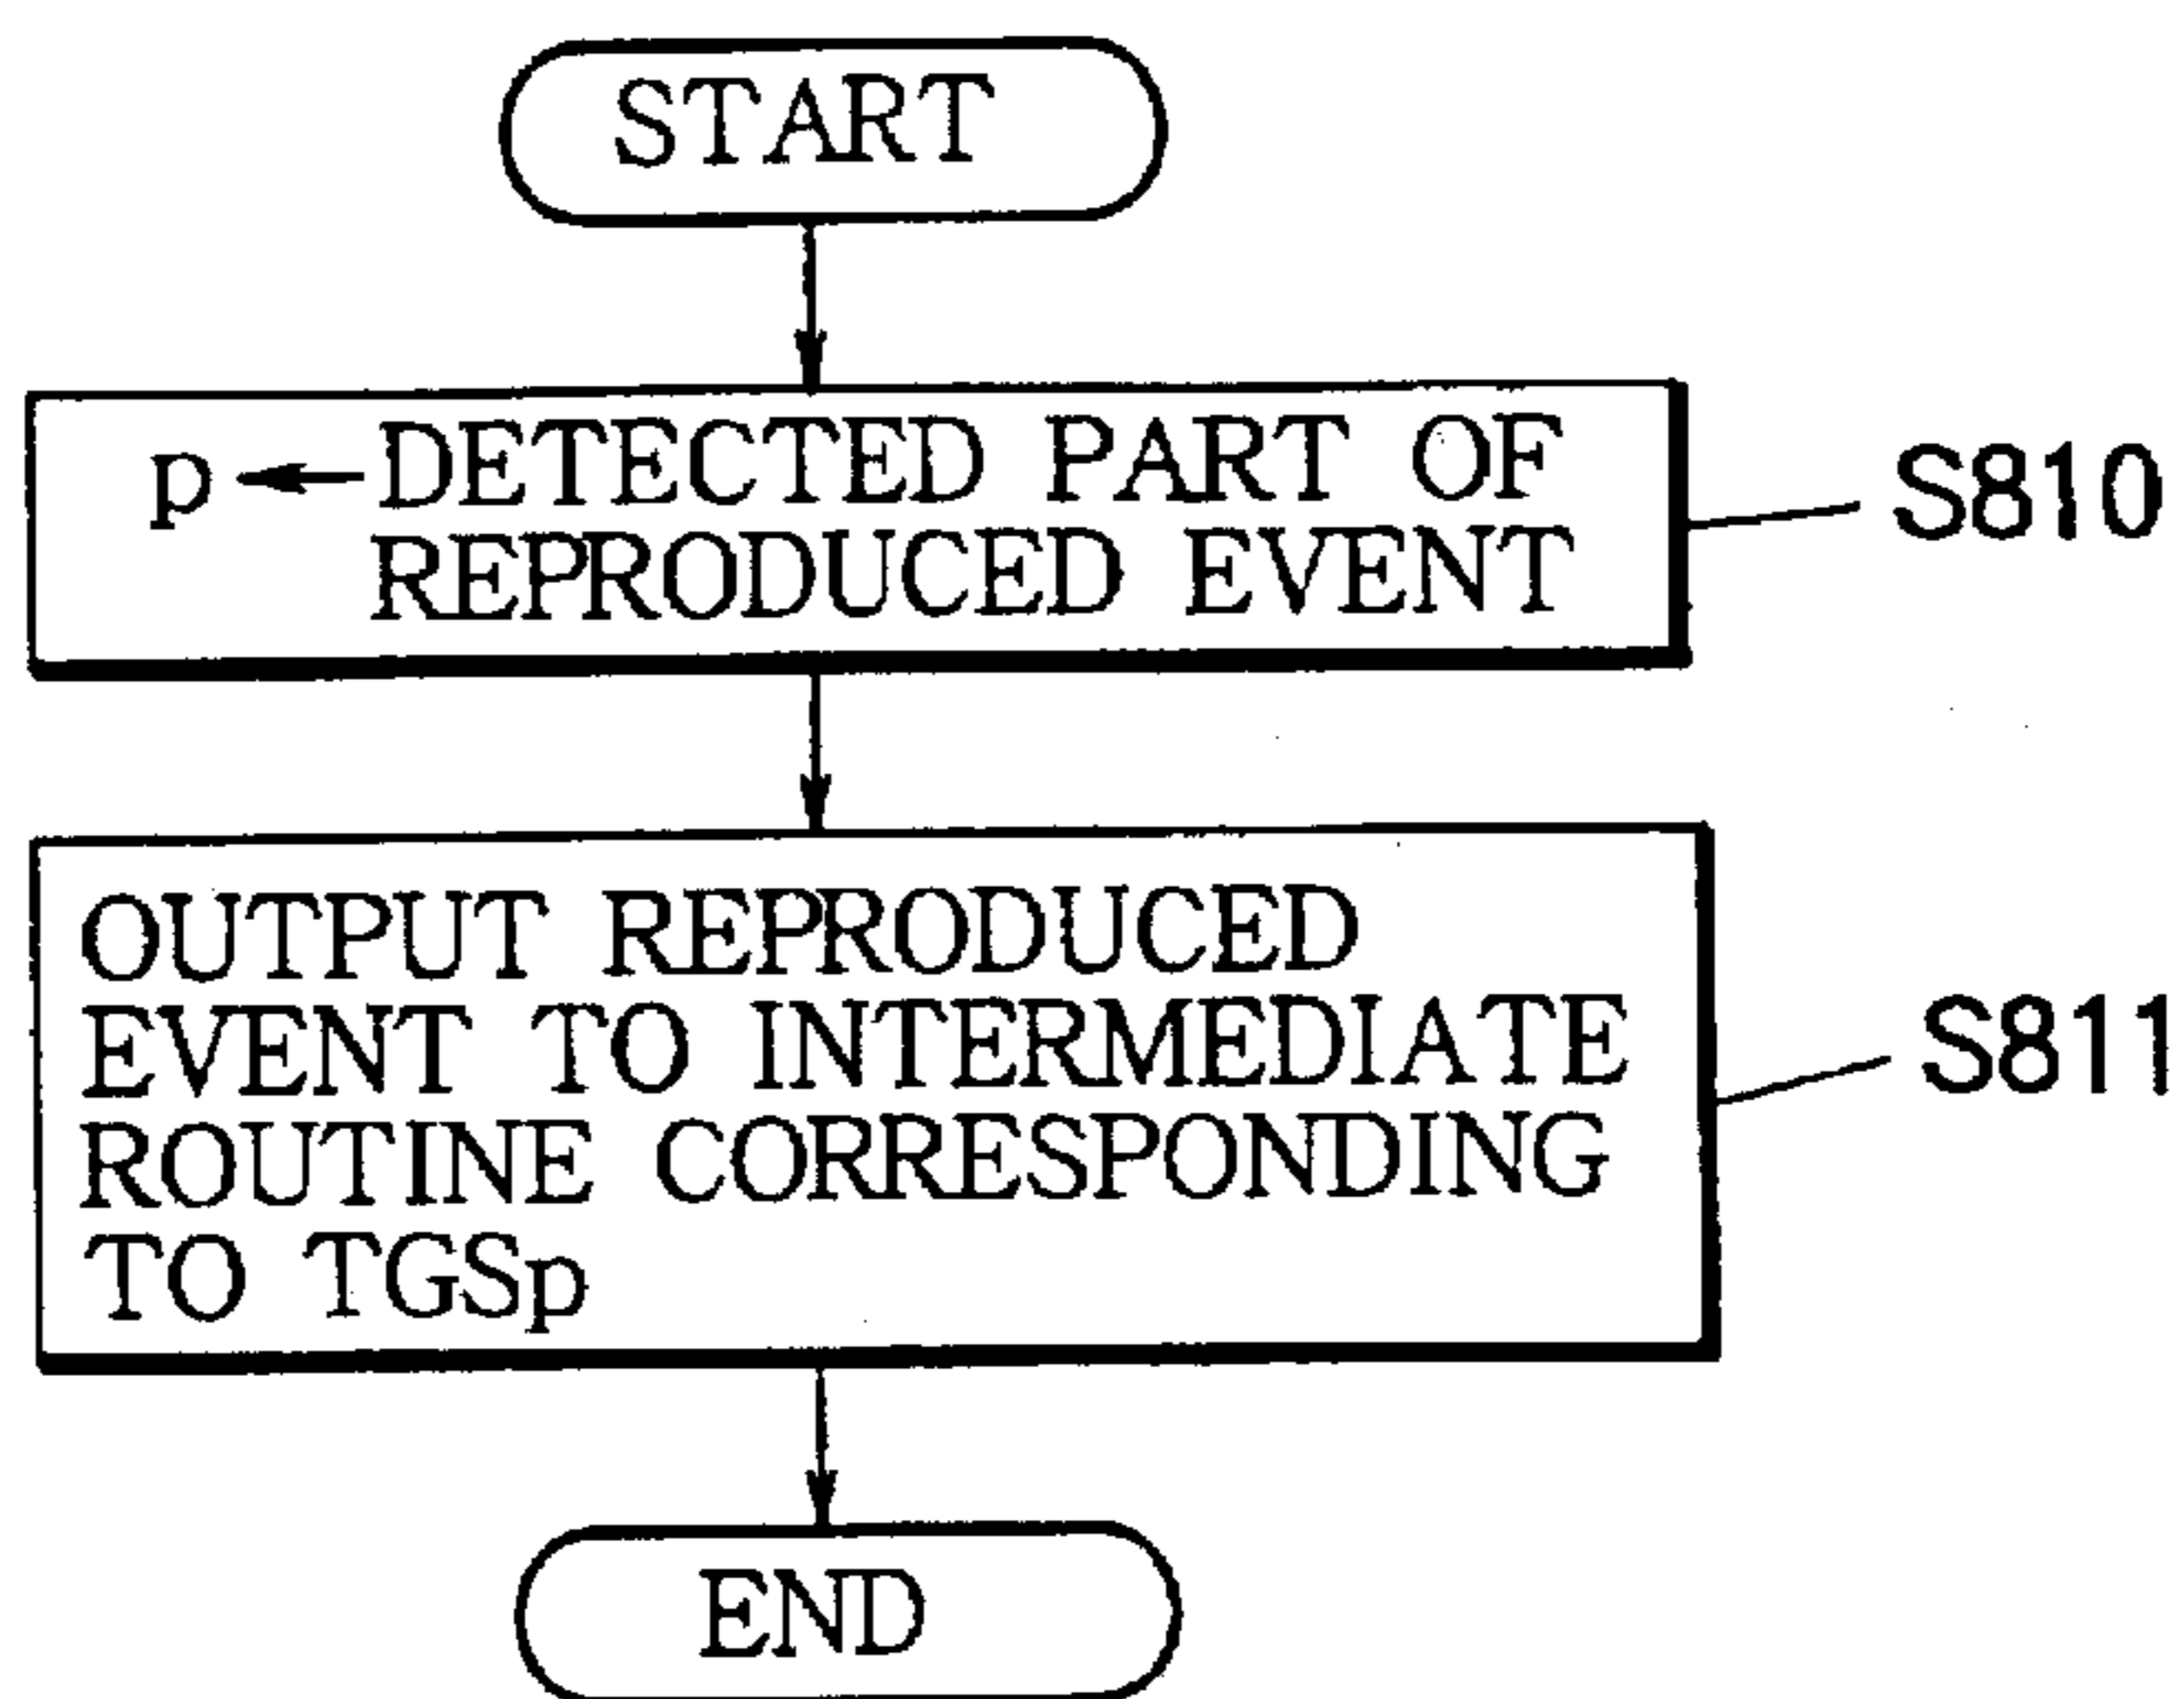 START
p ← DETECTED PART OF
REPRODUCED EVENT
S810
OUTPUT REPRODUCED
EVENT TO INTERMEDIATE
ROUTINE CORRESPONDING
TO TGSp
S811
END